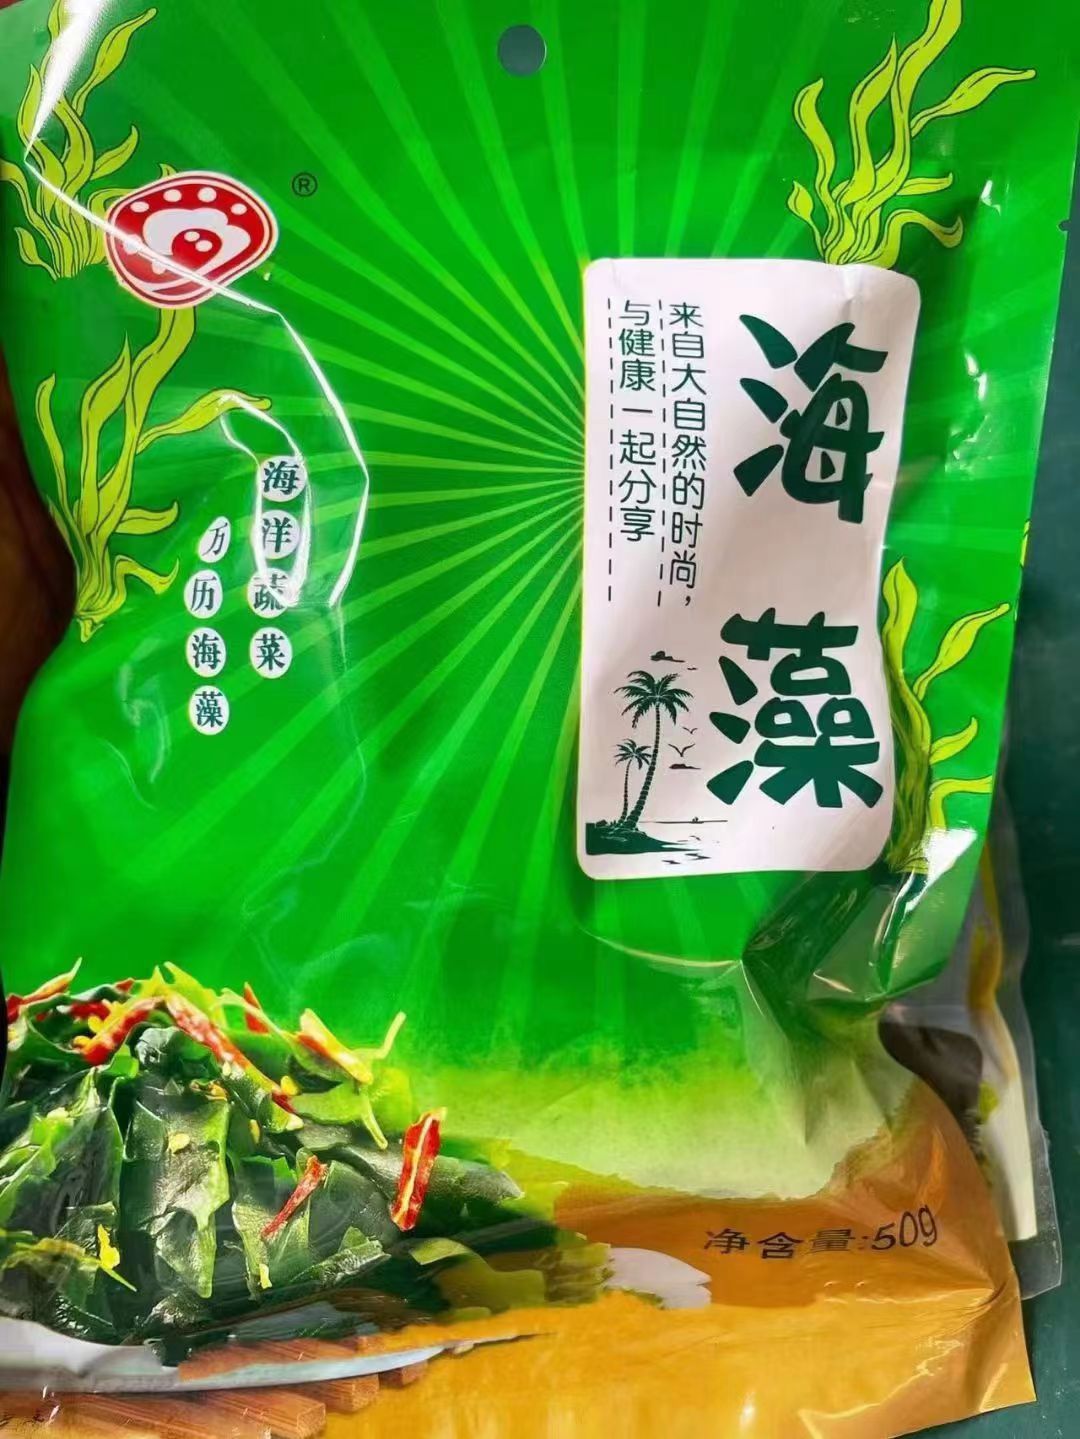 ®
海藻
来自大自然的时尚，
与健康一起分享
海洋蔬菜
万历海藻
净含量:50g